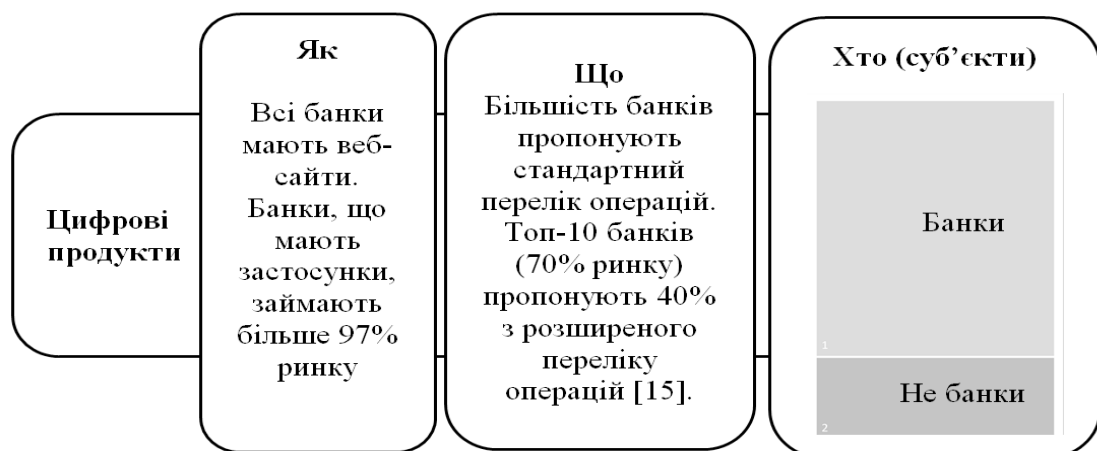 Цифрові
продукти
Як
Всі банки
мають веб-
сайти.
Банки, що
мають
застосунки,
займають
більше 97%
ринку
Що
Більшість банків
пропонують
стандартний
перелік операцій.
Топ-10 банків
(70% ринку)
пропонують 40%
з розширеного
переліку
операцій [15].
Хто (суб’єкти)
Банки
1
Не банки
2